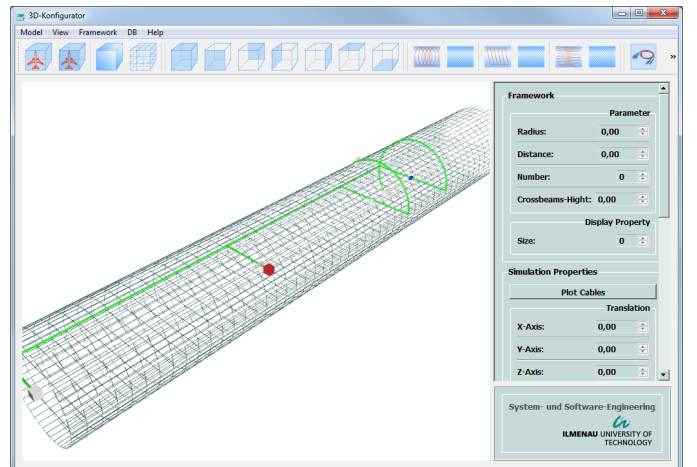 3D-Konfigurator
Model View Framework DB Help
»
Framework
Parameter
Radius: 0,00
Distance: 0,00
Number: 0
Crossbeams-Hight: 0,00
Display Property
Size: 0
Simulation Properties
Plot Cables
Translation
X-Axis: 0,00
Y-Axis: 0,00
Z-Axis: 0,00
System- und Software-Engineering
ILMENAU UNIVERSITY OF
TECHNOLOGY